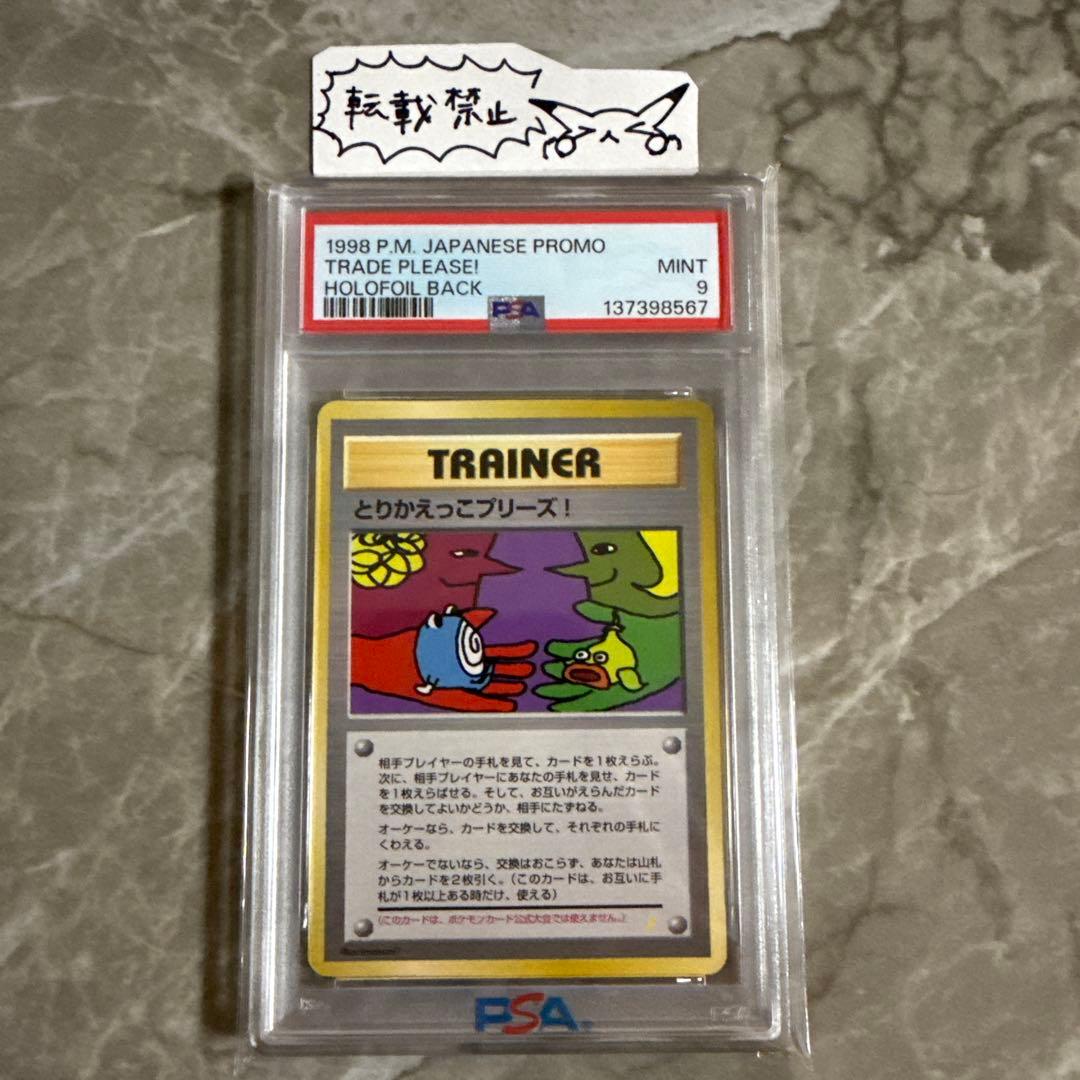 転載禁止
1998 P.M. JAPANESE PROMO
TRADE PLEASE! MINT
HOLOFOIL BACK 9
PSA 137398567
TRAINER
とりかえっこプリーズ!
相手プレイヤーの手札を見て、カードを1枚えらぶ。
次に、相手プレイヤーにあなたの手札を見せ、カード
を1枚えらばせる。そして、お互いがえらんだカード
を交換してよいかどうか、相手にたずねる。
オーケーなら、カードを交換して、それぞれの手札に
くわえる。
オーケーでないなら、交換はおこらず、あなたは山札
からカードを2枚引く。(このカードは、お互いに手
札が1枚以上ある時だけ、使える)
(このカードは、ポケモンカード公式大会では使えません。)
PSA